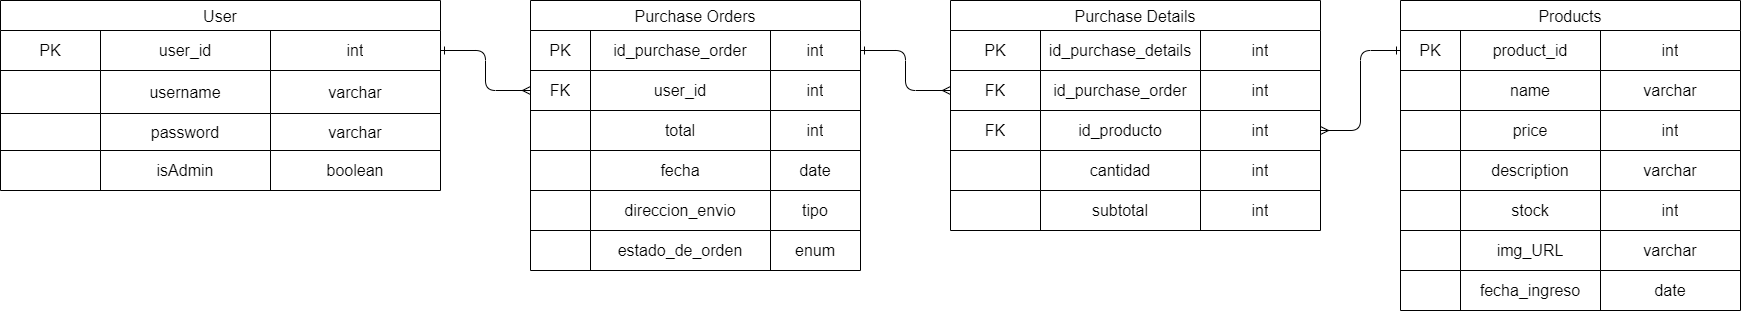 User
PK user_id int
username varchar
password varchar
isAdmin boolean
Purchase Orders
PK id_purchase_order int
FK user_id int
total int
fecha date
direccion_envio tipo
estado_de_orden enum
Purchase Details
PK id_purchase_details int
FK id_purchase_order int
FK id_producto int
cantidad int
subtotal int
Products
PK product_id int
name varchar
price int
description varchar
stock int
img_URL varchar
fecha_ingreso date